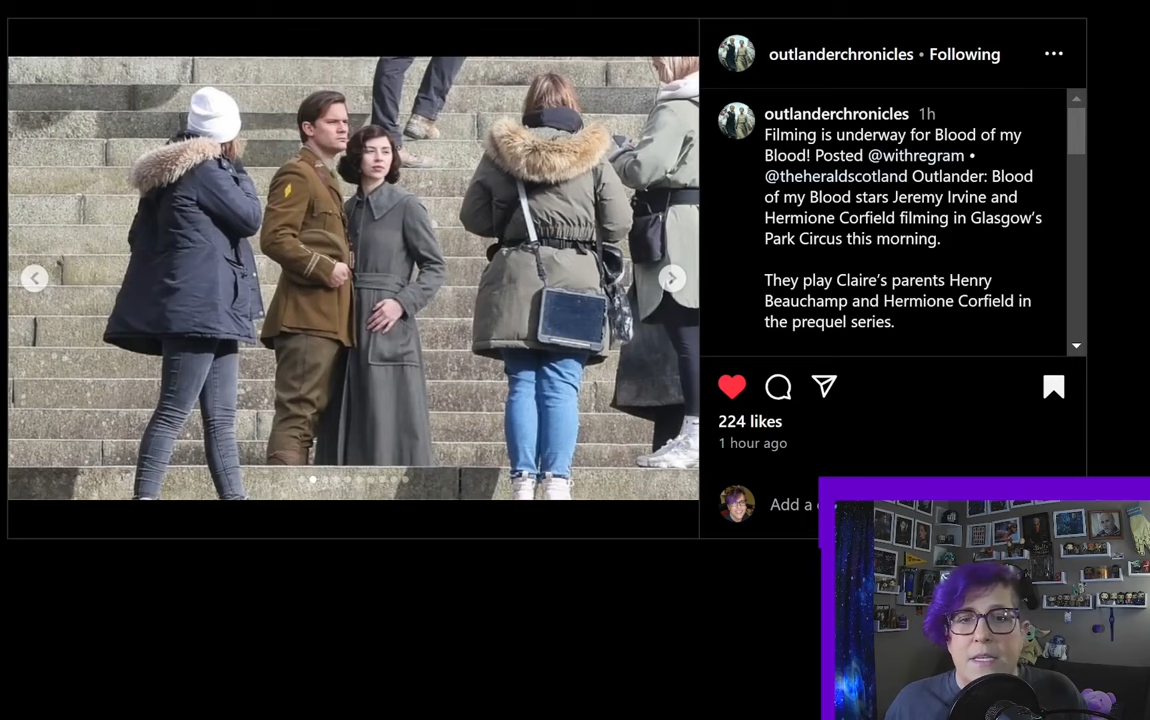 outlanderchronicles • Following
outlanderchronicles 1h
Filming is underway for Blood of my
Blood! Posted @withregram •
@theheraldscotland Outlander: Blood
of my Blood stars Jeremy Irvine and
Hermione Corfield filming in Glasgow's
Park Circus this morning.
They play Claire's parents Henry
Beauchamp and Hermione Corfield in
the prequel series.
224 likes
1 hour ago
Add a